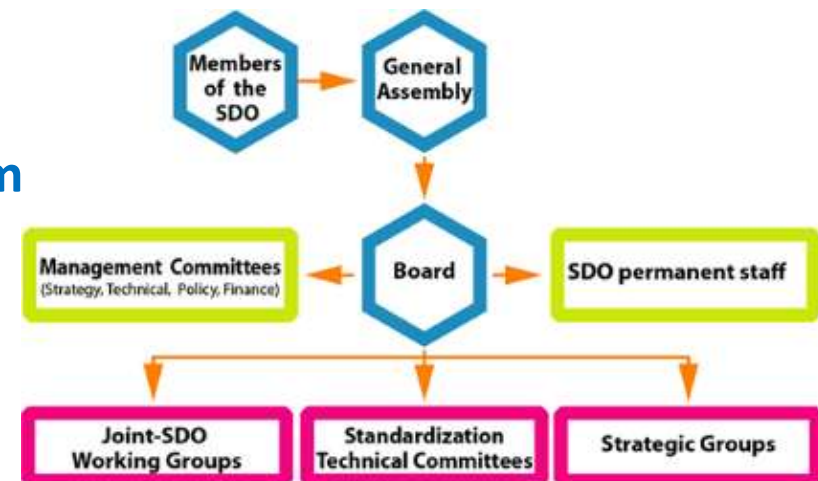 Members
of the
SDO
General
Assembly
m
Management Committees
(Strategy, Technical, Policy, Finance)
Board
SDO permanent staff
Joint-SDO
Working Groups
Standardization
Technical Committees
Strategic Groups